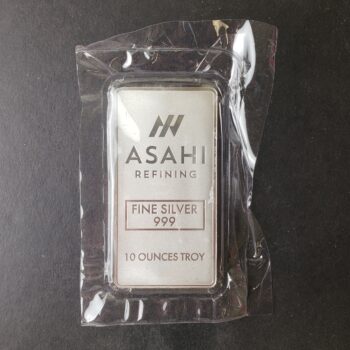 ASAHI
REFINING
FINE SILVER
999
10 OUNCES TROY